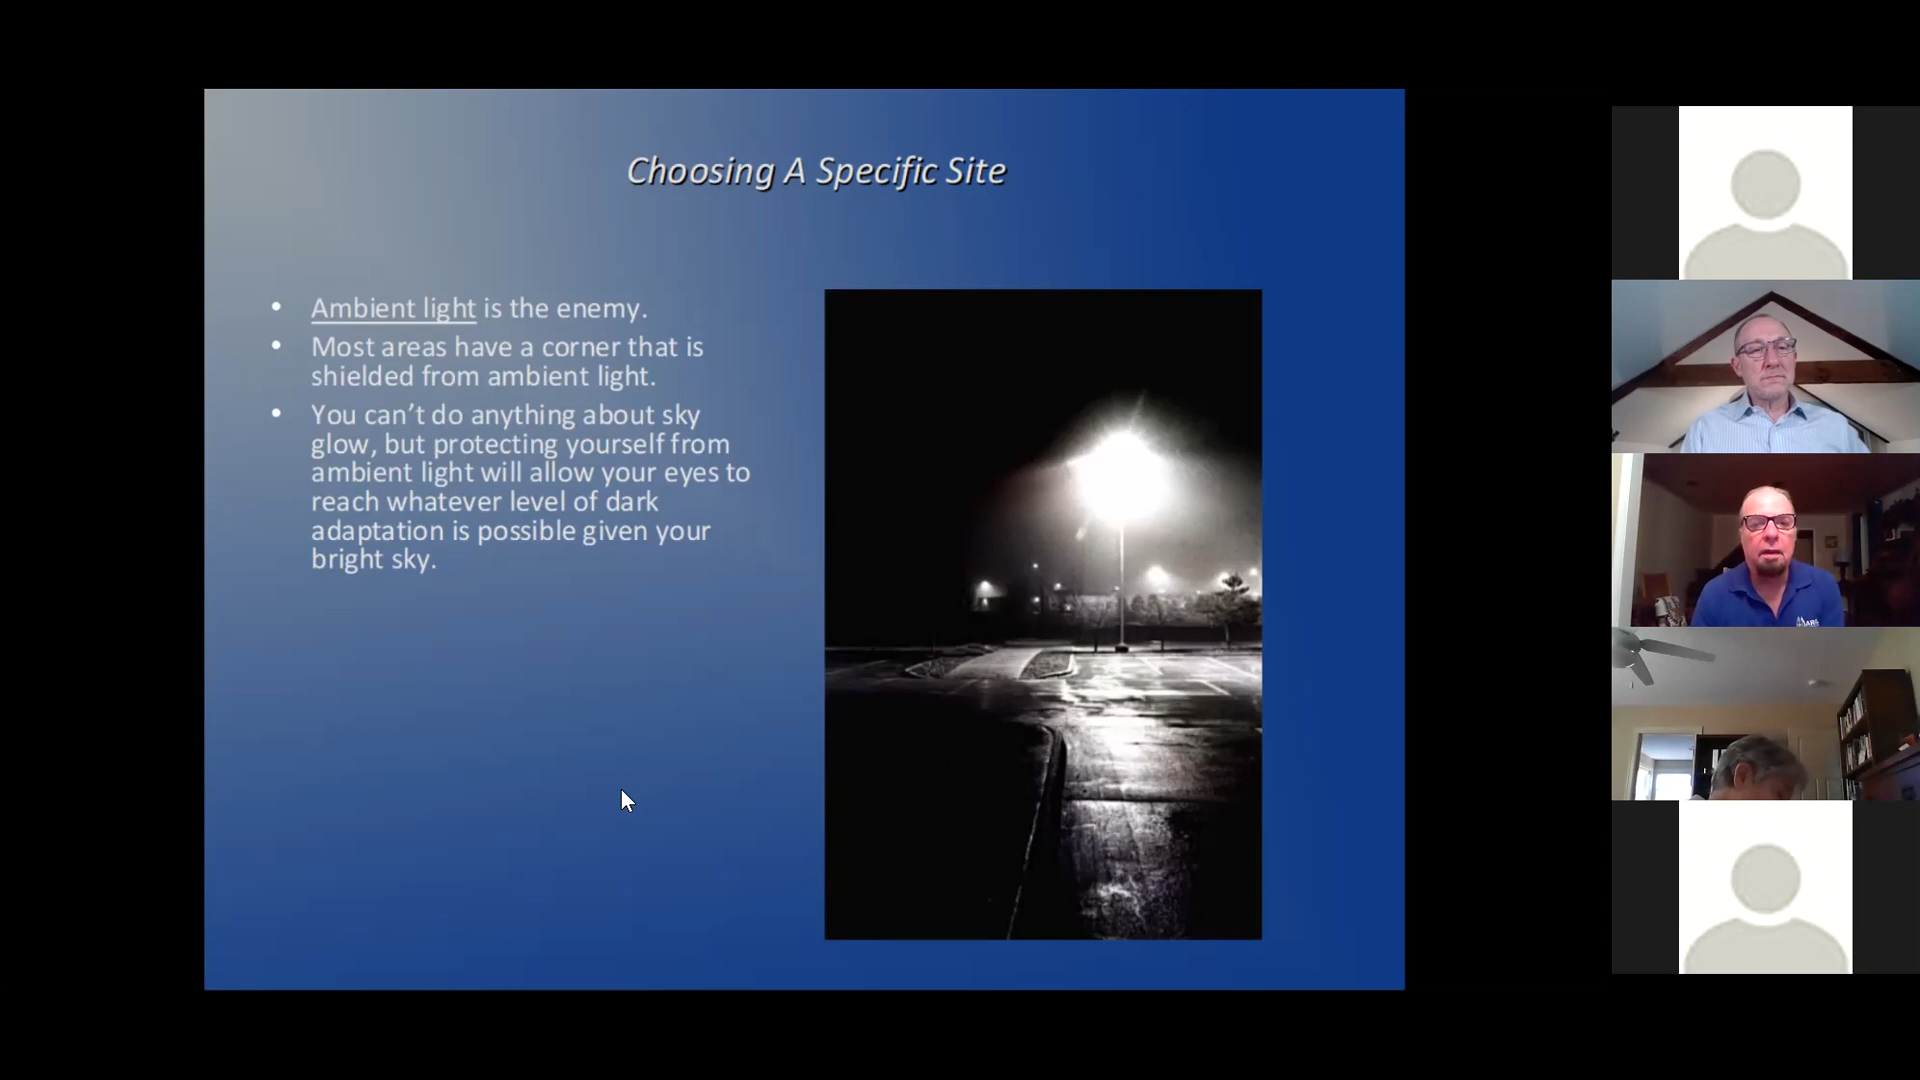 Choosing A Specific Site
• Ambient light is the enemy.
• Most areas have a corner that is
shielded from ambient light.
• You can’t do anything about sky
glow, but protecting yourself from
ambient light will allow your eyes to
reach whatever level of dark
adaptation is possible given your
bright sky.